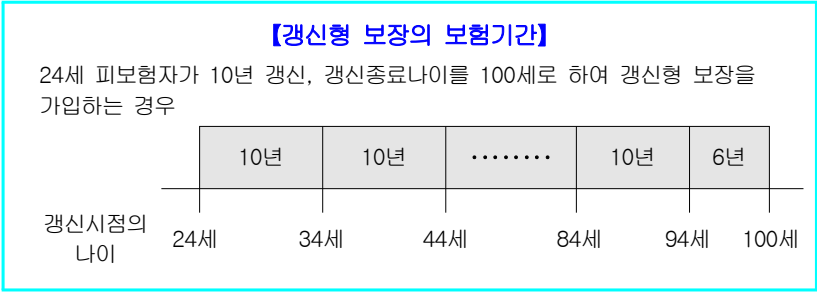 【갱신형 보장의 보험기간】
24세 피보험자가 10년 갱신, 갱신종료나이를 100세로 하여 갱신형 보장을
가입하는 경우
10년 10년 ‥‥‥‥ 10년 6년
갱신시점의
나이
24세 34세 44세 84세 94세 100세